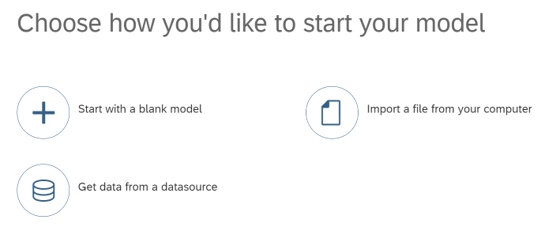 Choose how you'd like to start your model
Start with a blank model
Import a file from your computer
Get data from a datasource